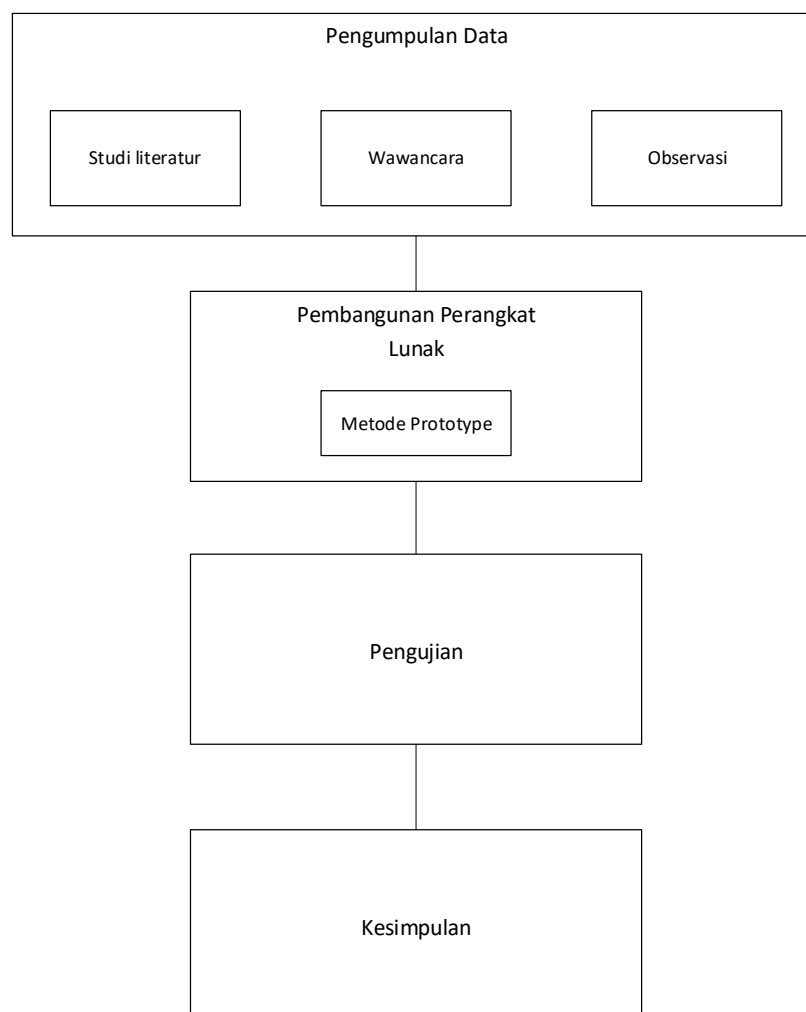 Pengumpulan Data
Studi literatur
Wawancara
Observasi
Pembangunan Perangkat
Lunak
Metode Prototype
Pengujian
Kesimpulan